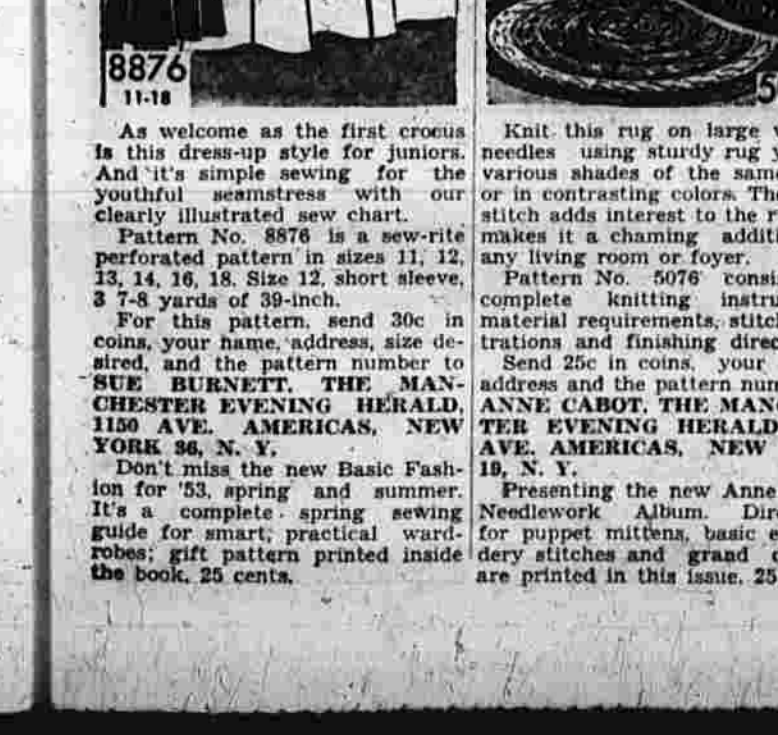 8876
11-18
As welcome as the first crocus
is this dress-up style for juniors.
And it's simple sewing for the
youthful seamstress with our
clearly illustrated sew chart.
Pattern No. 8876 is a sew-rite
perforated pattern in sizes 11, 12,
13, 14, 16, 18. Size 12, short sleeve,
3 7-8 yards of 39-inch.
For this pattern, send 30c in
coins, your name, address, size de-
sired, and the pattern number to
SUE BURNETT, THE MAN-
CHESTER EVENING HERALD,
1150 AVE. AMERICAS, NEW
YORK 36, N. Y.
Don't miss the new Basic Fash-
ion for '53, spring and summer.
It's a complete spring sewing
guide for smart, practical ward-
robes; gift pattern printed inside
the book. 25 cents.
5
Knit this rug on large
needles using sturdy rug
various shades of the same
or in contrasting colors. Th
stitch adds interest to the
makes it a chaming additi
any living room or foyer.
Pattern No. 5076 consi
complete knitting instru
material requirements, stitch
trations and finishing direc
Send 25c in coins, your
address and the pattern num
ANNE CABOT, THE MAN
TER EVENING HERALD
AVE. AMERICAS, NEW
19, N. Y.
Presenting the new Anne
Needlework Album. Dir
for puppet mittens, basic e
dery stitches and grand
are printed in this issue. 25